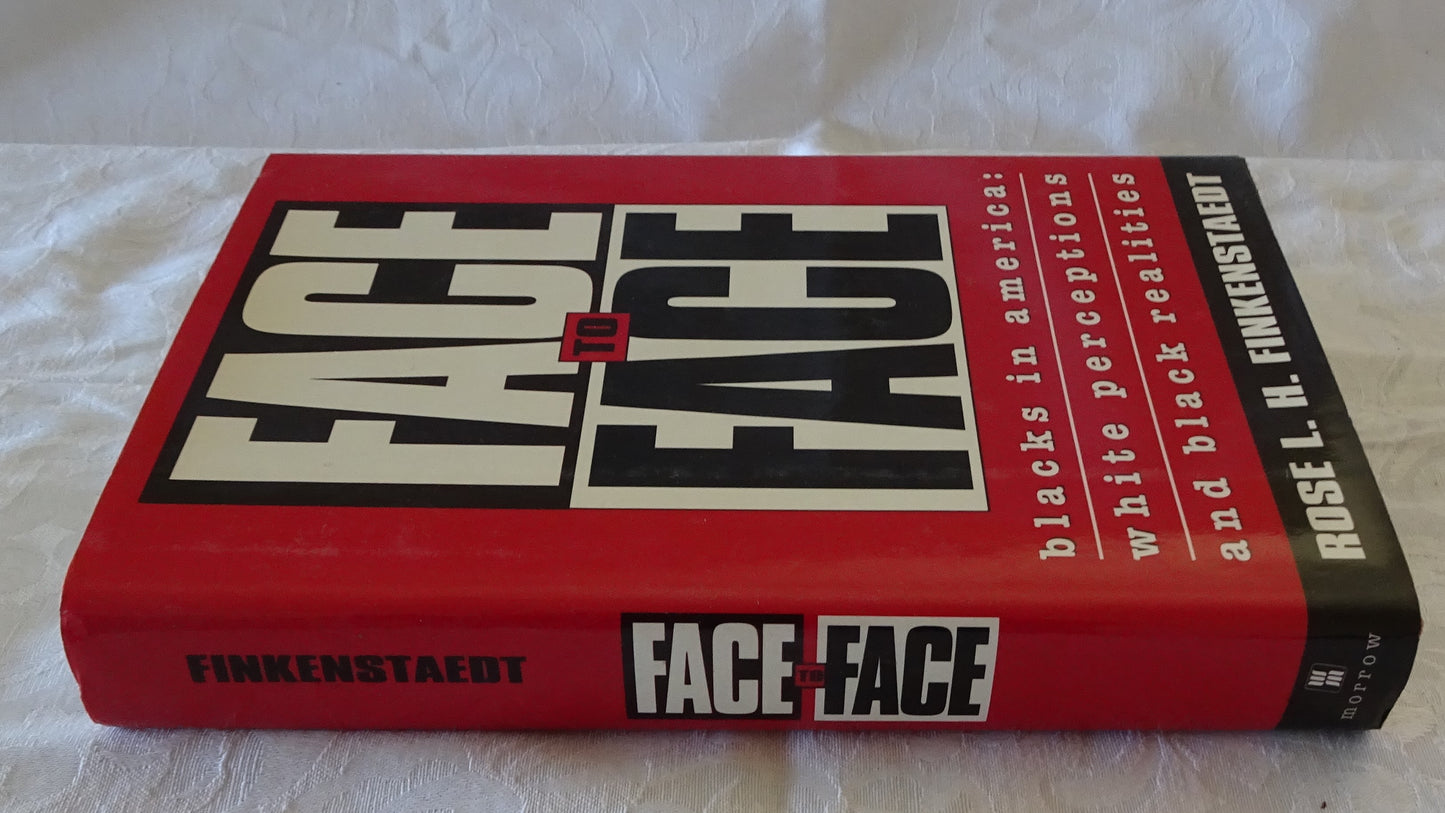 FACE
TO
FACE
blacks in america:
white perceptions
and black realities
ROSE L. H. FINKENSTAEDT
FINKENSTAEDT
FACE TO FACE
morrow